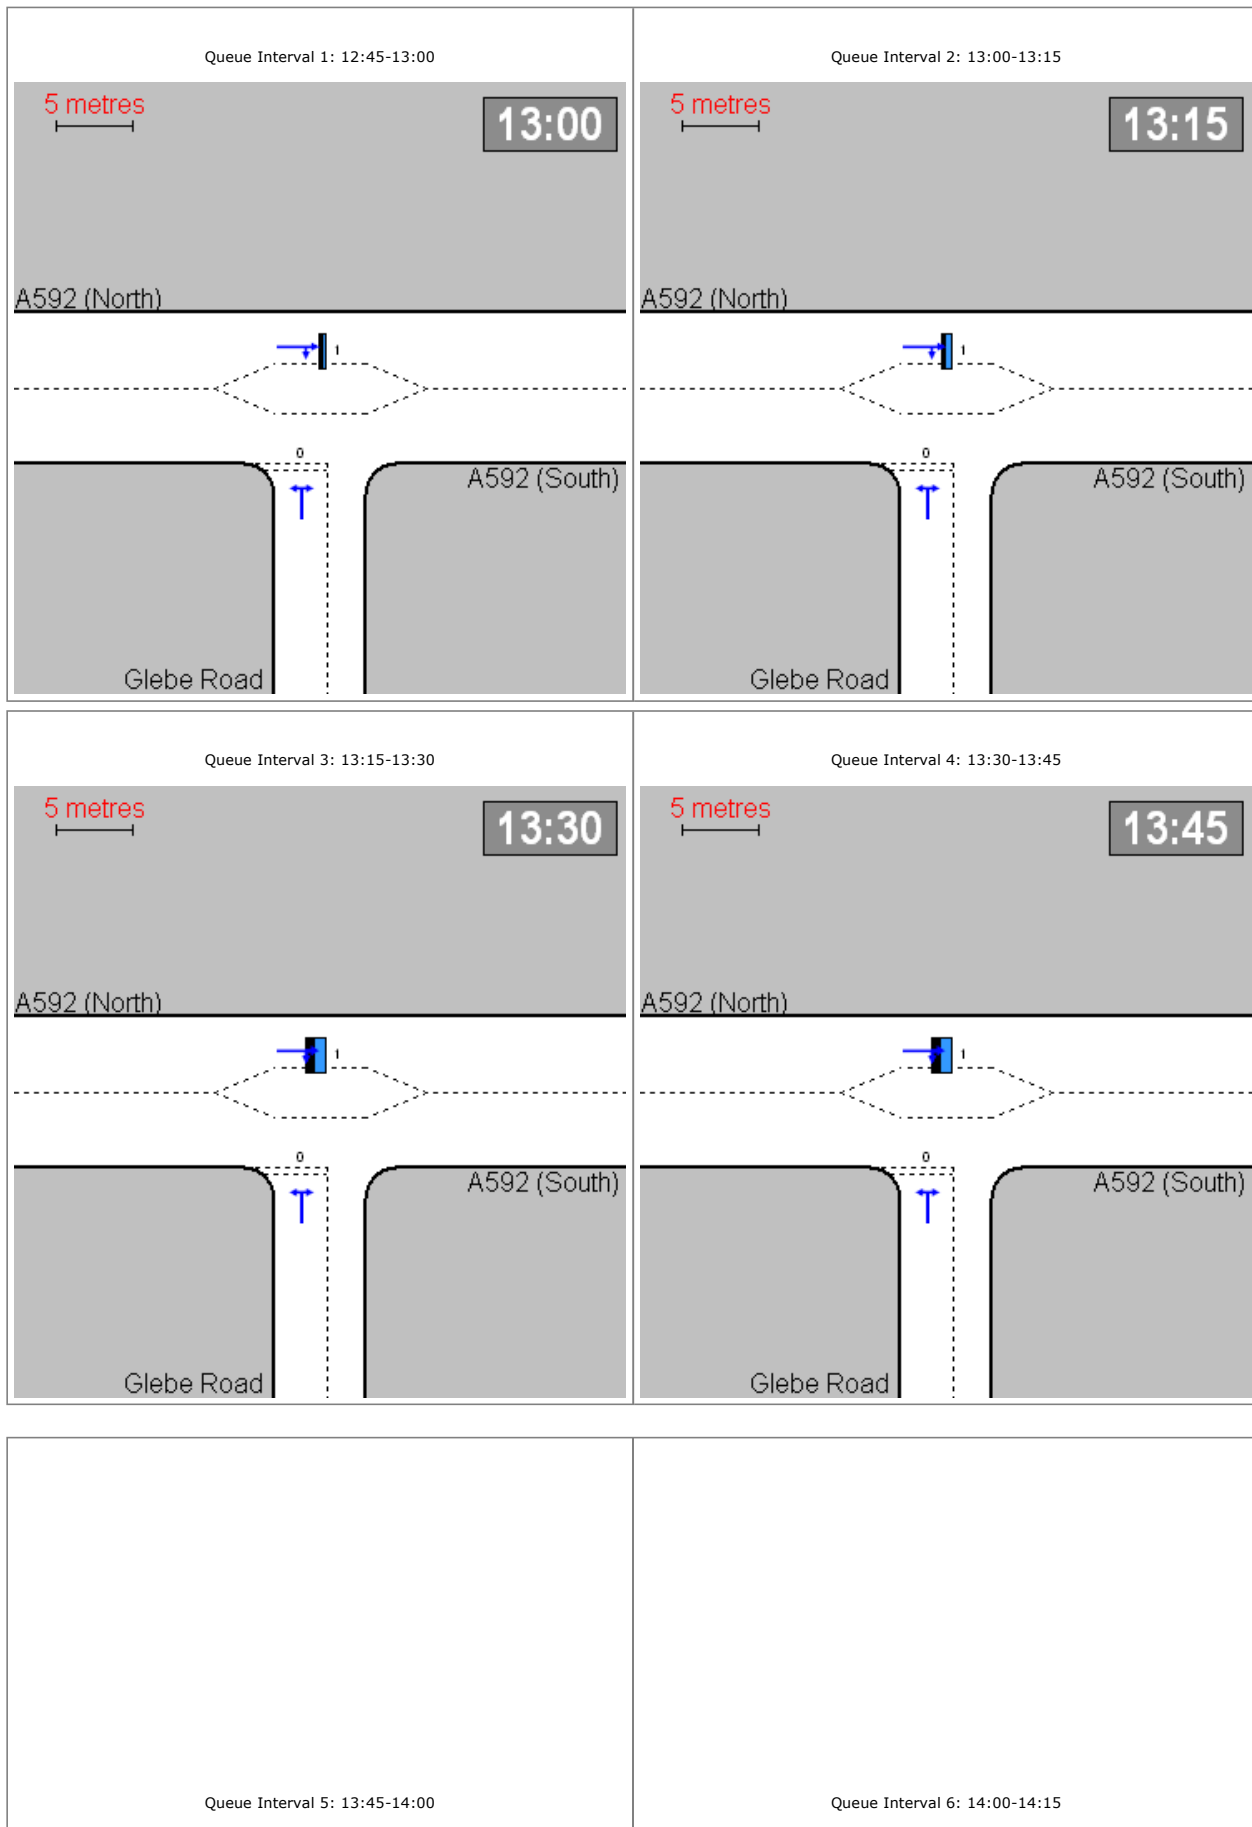 Queue Interval 1: 12:45-13:00
5 metres
13:00
A592 (North)
1
0
A592 (South)
Glebe Road
Queue Interval 2: 13:00-13:15
5 metres
13:15
A592 (North)
1
0
A592 (South)
Glebe Road
Queue Interval 3: 13:15-13:30
5 metres
13:30
A592 (North)
1
0
A592 (South)
Glebe Road
Queue Interval 4: 13:30-13:45
5 metres
13:45
A592 (North)
1
0
A592 (South)
Glebe Road
Queue Interval 5: 13:45-14:00
Queue Interval 6: 14:00-14:15